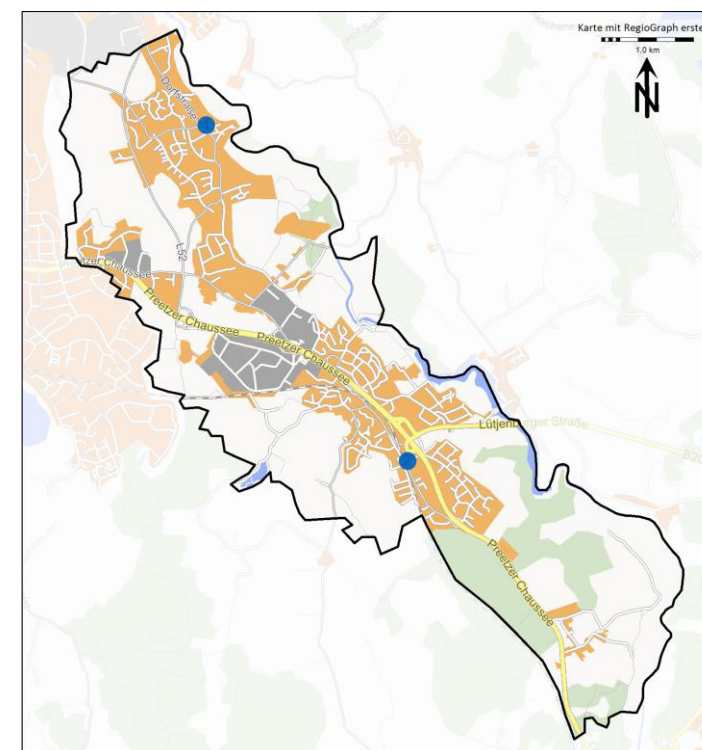 Karte mit RegioGraph erste
1,0 km
N
Dorfstraße
L52
tzer Chaussee
Preetzer Chaussee
Preetzer Chaussee
Lütjenburger Straße
B20
Preetzer Chaussee